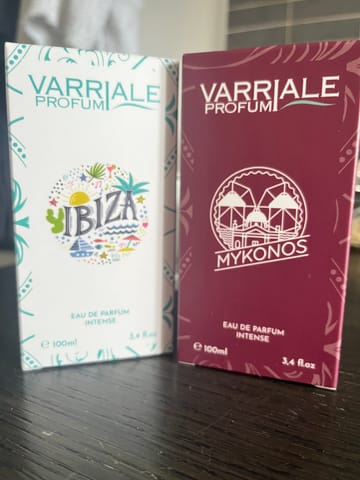 VARRIALE
PROFUMI
IBIZA
EAU DE PARFUM
INTENSE
℮ 100ml
3,4 fl.oz
VARRIALE
PROFUMI
MYKONOS
EAU DE PARFUM
INTENSE
℮ 100ml
3,4 fl.oz